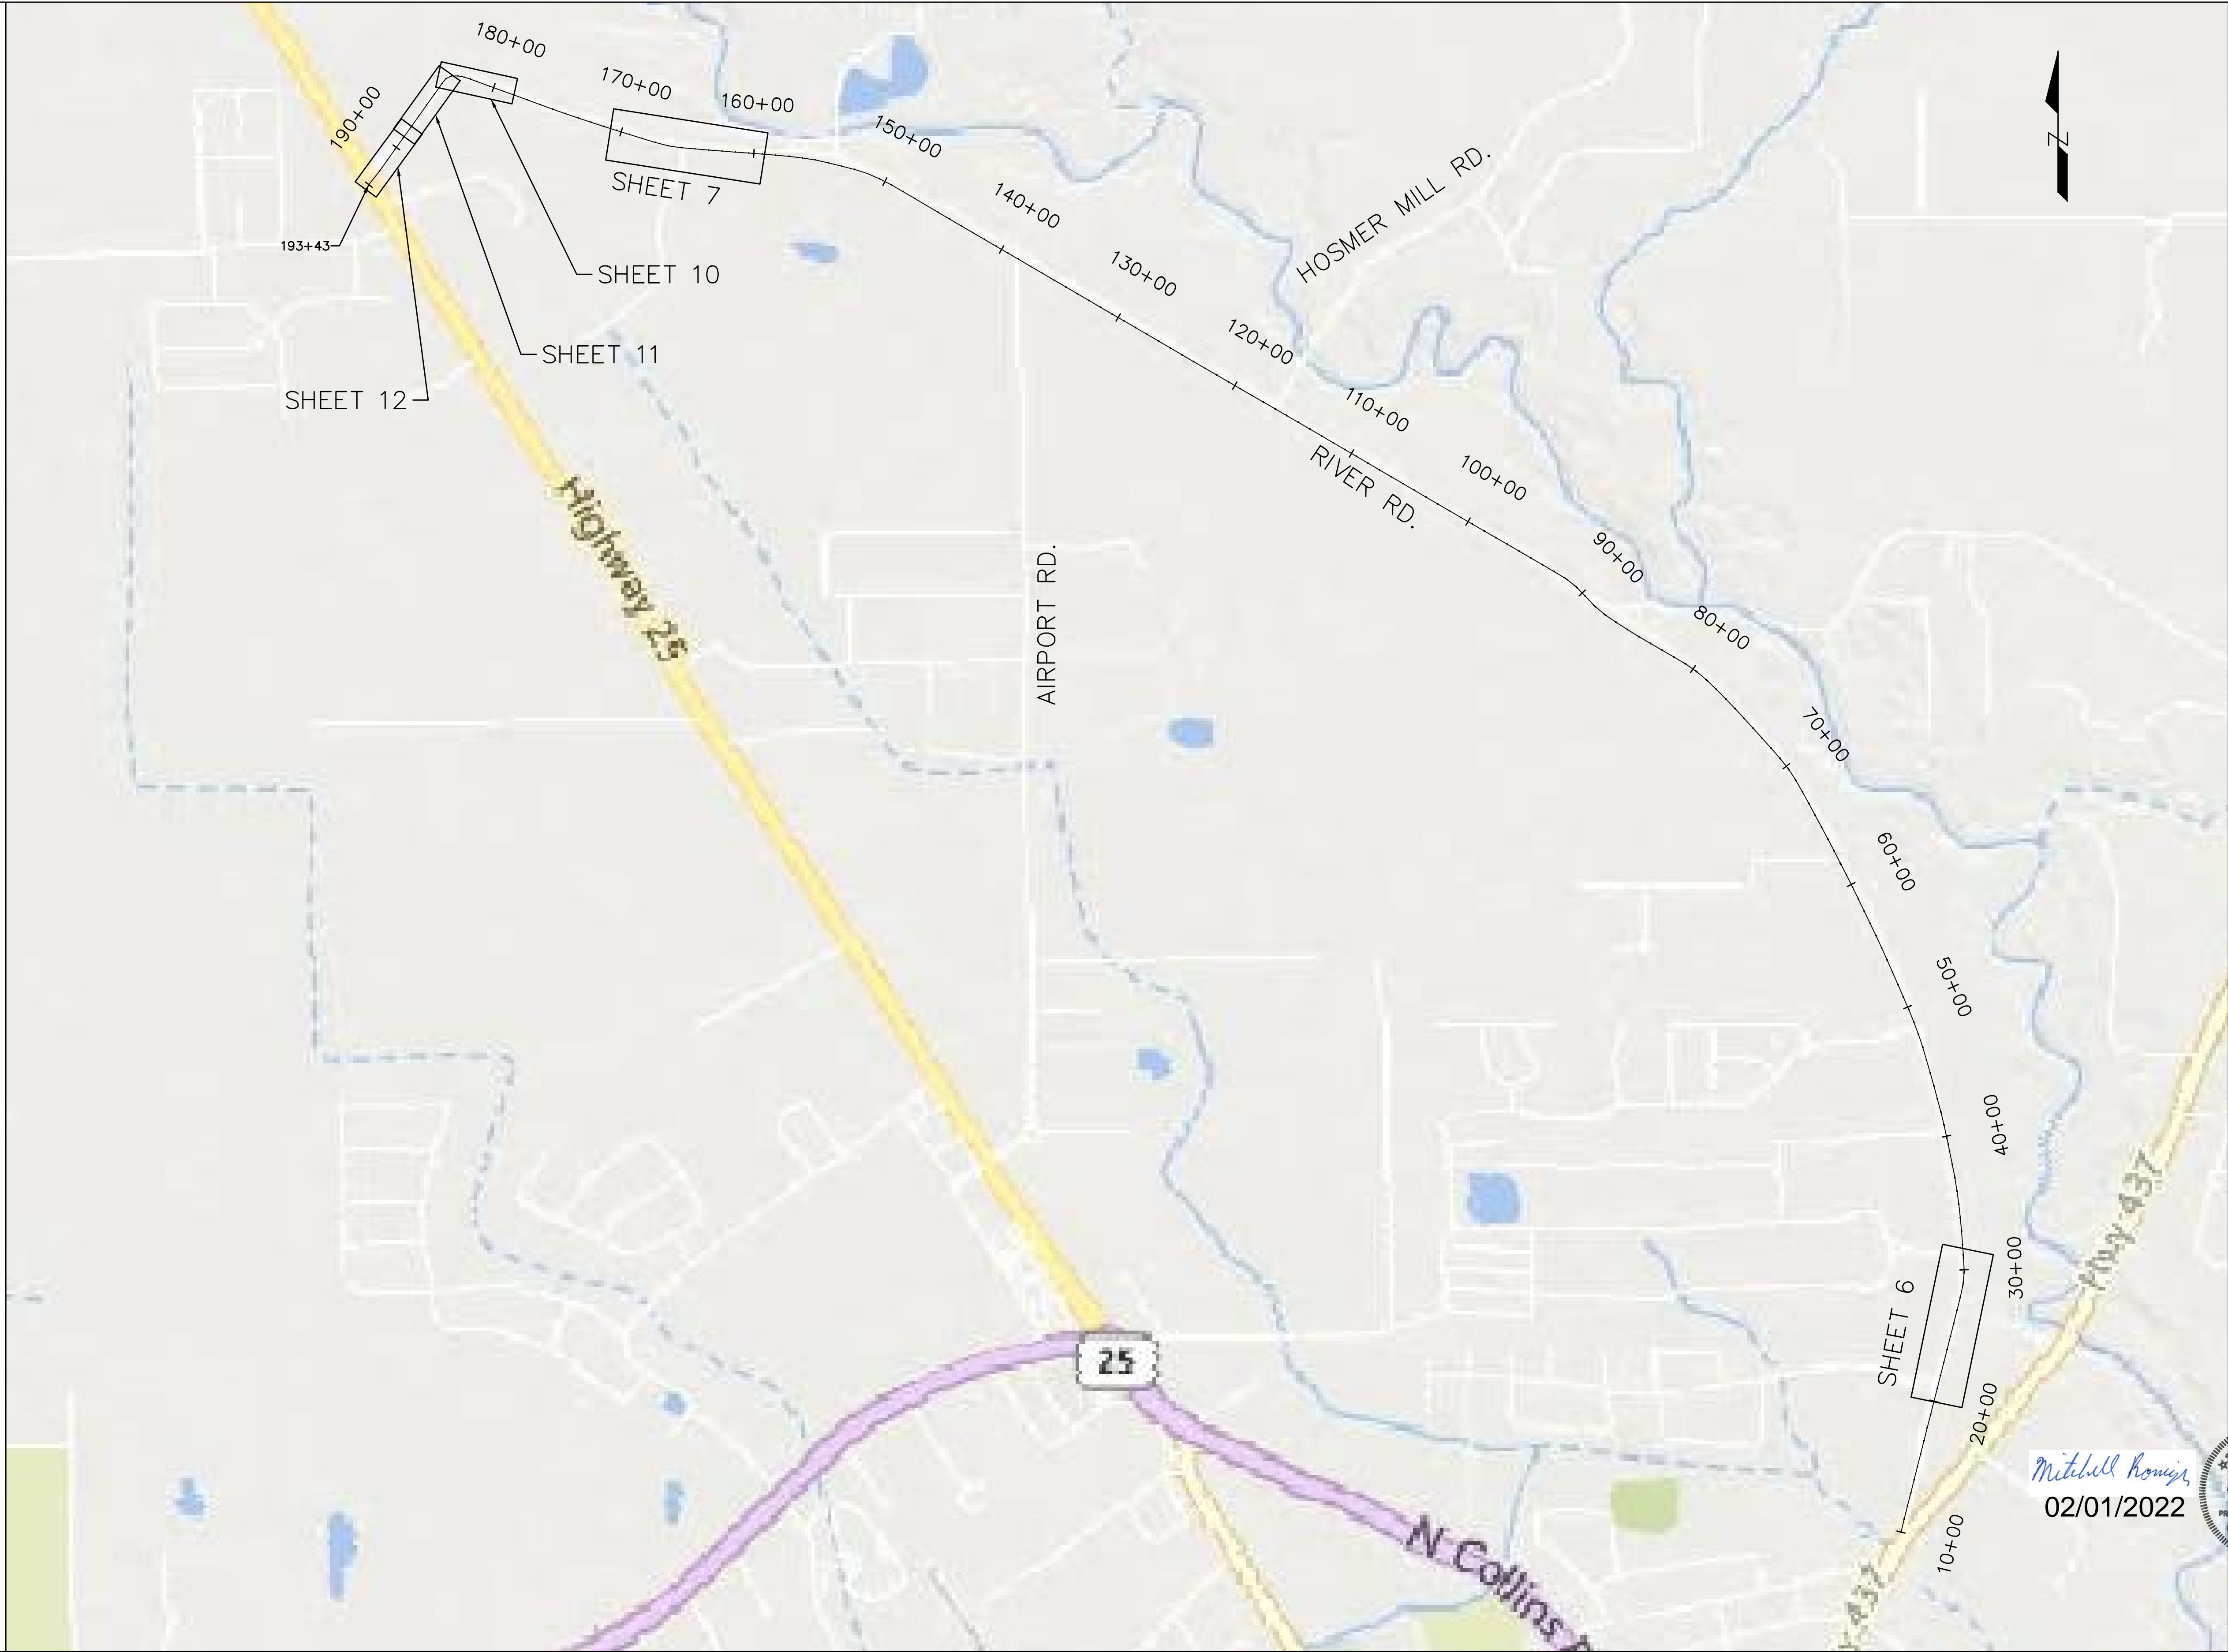 180+00
170+00
160+00
150+00
140+00
130+00
120+00
110+00
100+00
90+00
80+00
70+00
60+00
50+00
40+00
30+00
20+00
10+00
190+00
193+43
SHEET 7
SHEET 10
SHEET 11
SHEET 12
HOSMER MILL RD.
N
RIVER RD.
AIRPORT RD.
Highway 25
SHEET 6
Hwy 437
25
N Collins
437
Mitchell
02/01/2022